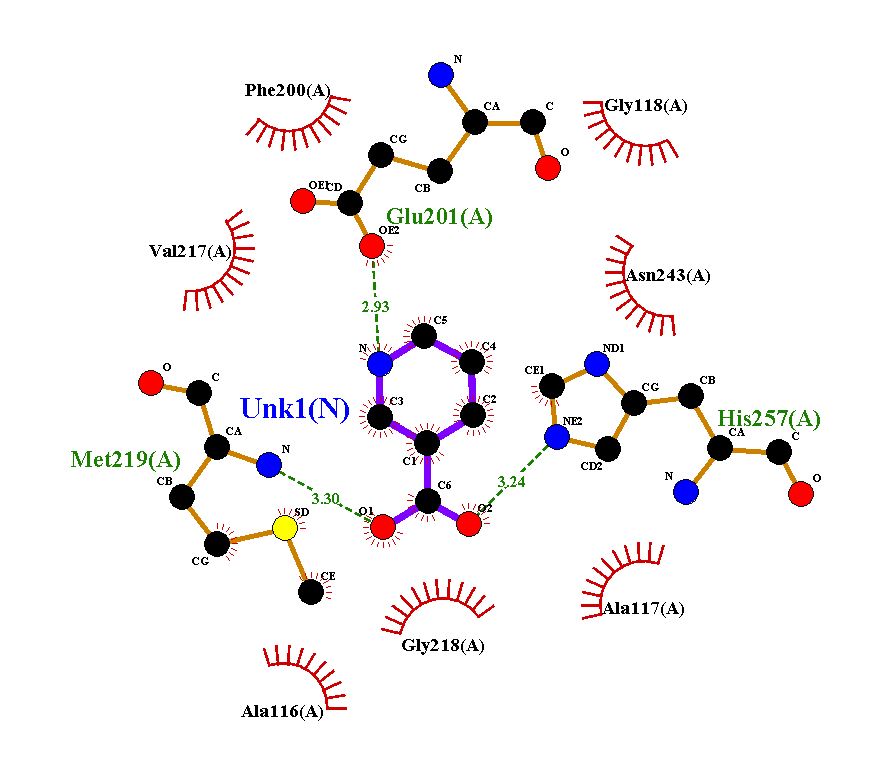 N
Phe200(A)
CA
C
Gly118(A)
CG
O
CB
OE1
CD
Glu201(A)
OE2
Val217(A)
Asn243(A)
2.93
C5
N
C4
ND1
O
C
CE1
CG
CB
Unk1(N)
C3
C2
His257(A)
NE2
CA
CA
C
N
C1
Met219(A)
CD2
CB
N
O
3.24
C6
3.30
SD
O1
O2
CG
CE
Ala117(A)
Gly218(A)
Ala116(A)